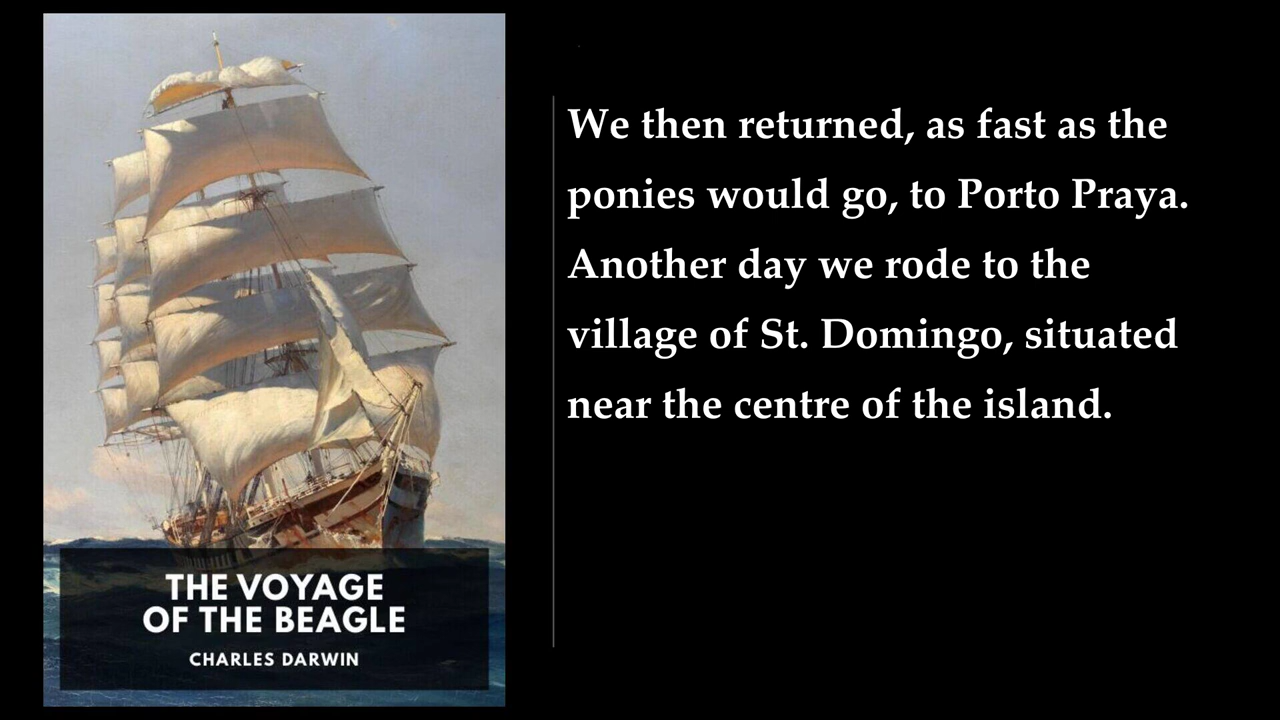 THE VOYAGE
OF THE BEAGLE
CHARLES DARWIN
We then returned, as fast as the
ponies would go, to Porto Praya.
Another day we rode to the
village of St. Domingo, situated
near the centre of the island.